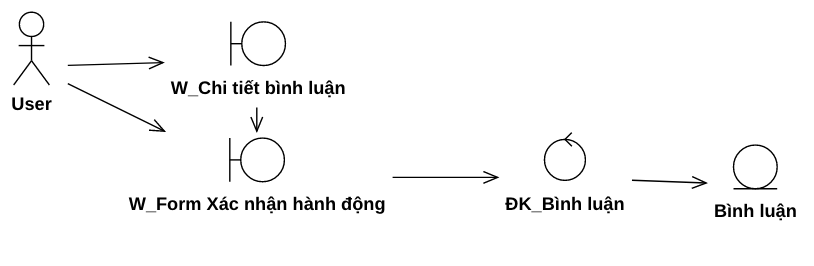 W_Chi tiết bình luận
User
W_Form Xác nhận hành động
ĐK_Bình luận
Bình luận